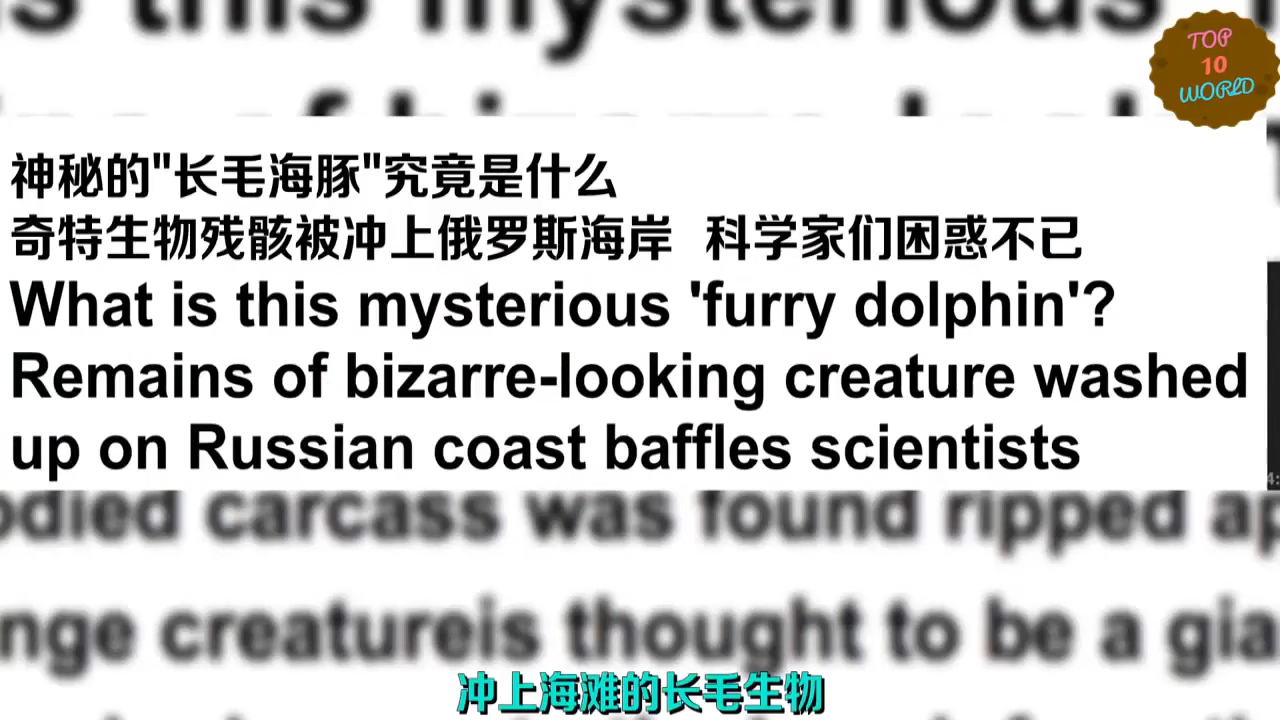 s this mysterious
TOP
10
WORLD
神秘的"长毛海豚"究竟是什么
奇特生物残骸被冲上俄罗斯海岸 科学家们困惑不已
What is this mysterious 'furry dolphin'?
Remains of bizarre-looking creature washed
up on Russian coast baffles scientists
odied carcass was found ripped ap
nge creatureis thought to be a gia
冲上海滩的长毛生物